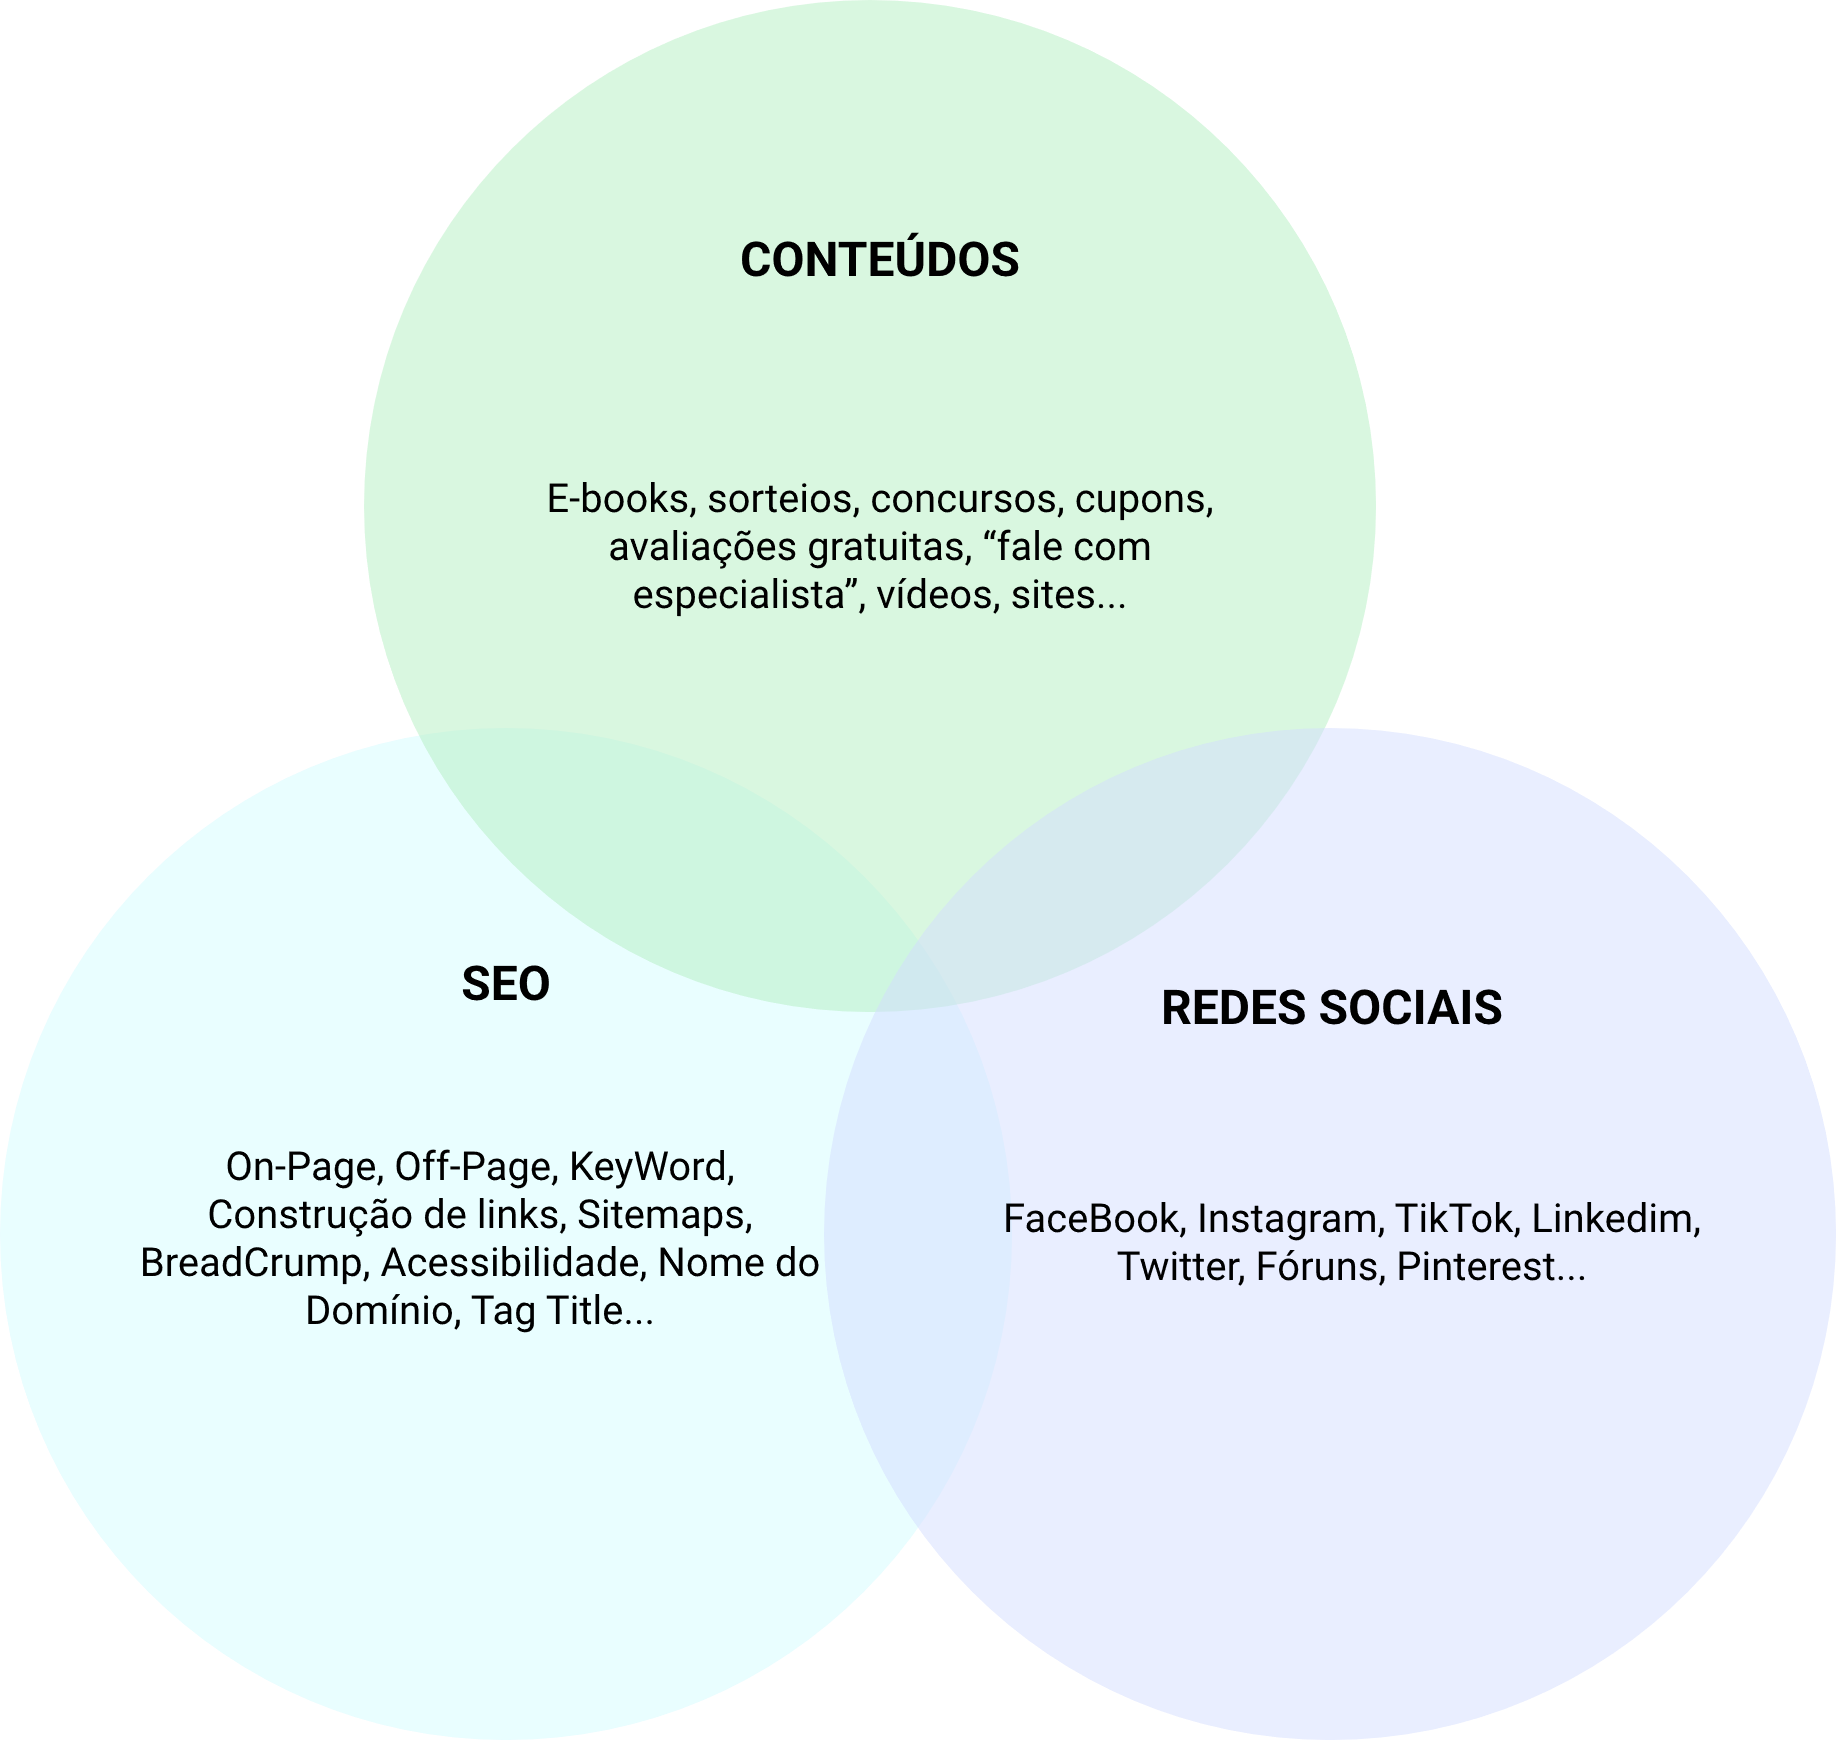 CONTEÚDOS
E-books, sorteios, concursos, cupons,
avaliações gratuitas, “fale com
especialista”, vídeos, sites...
SEO
On-Page, Off-Page, KeyWord,
Construção de links, Sitemaps,
BreadCrump, Acessibilidade, Nome do
Domínio, Tag Title...
REDES SOCIAIS
FaceBook, Instagram, TikTok, Linkedim,
Twitter, Fóruns, Pinterest...